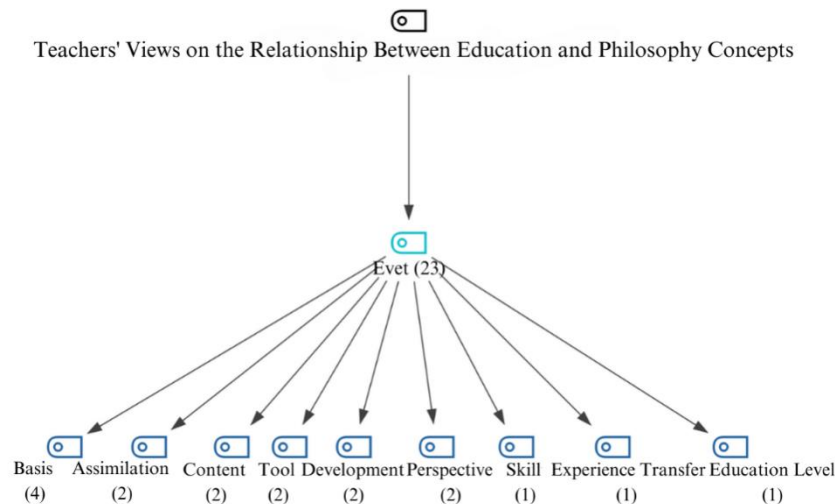 Teachers' Views on the Relationship Between Education and Philosophy Concepts
Evet (23)
Basis Assimilation Content Tool Development Perspective Skill Experience Transfer Education Level
(4) (2) (2) (2) (2) (2) (1) (1) (1)